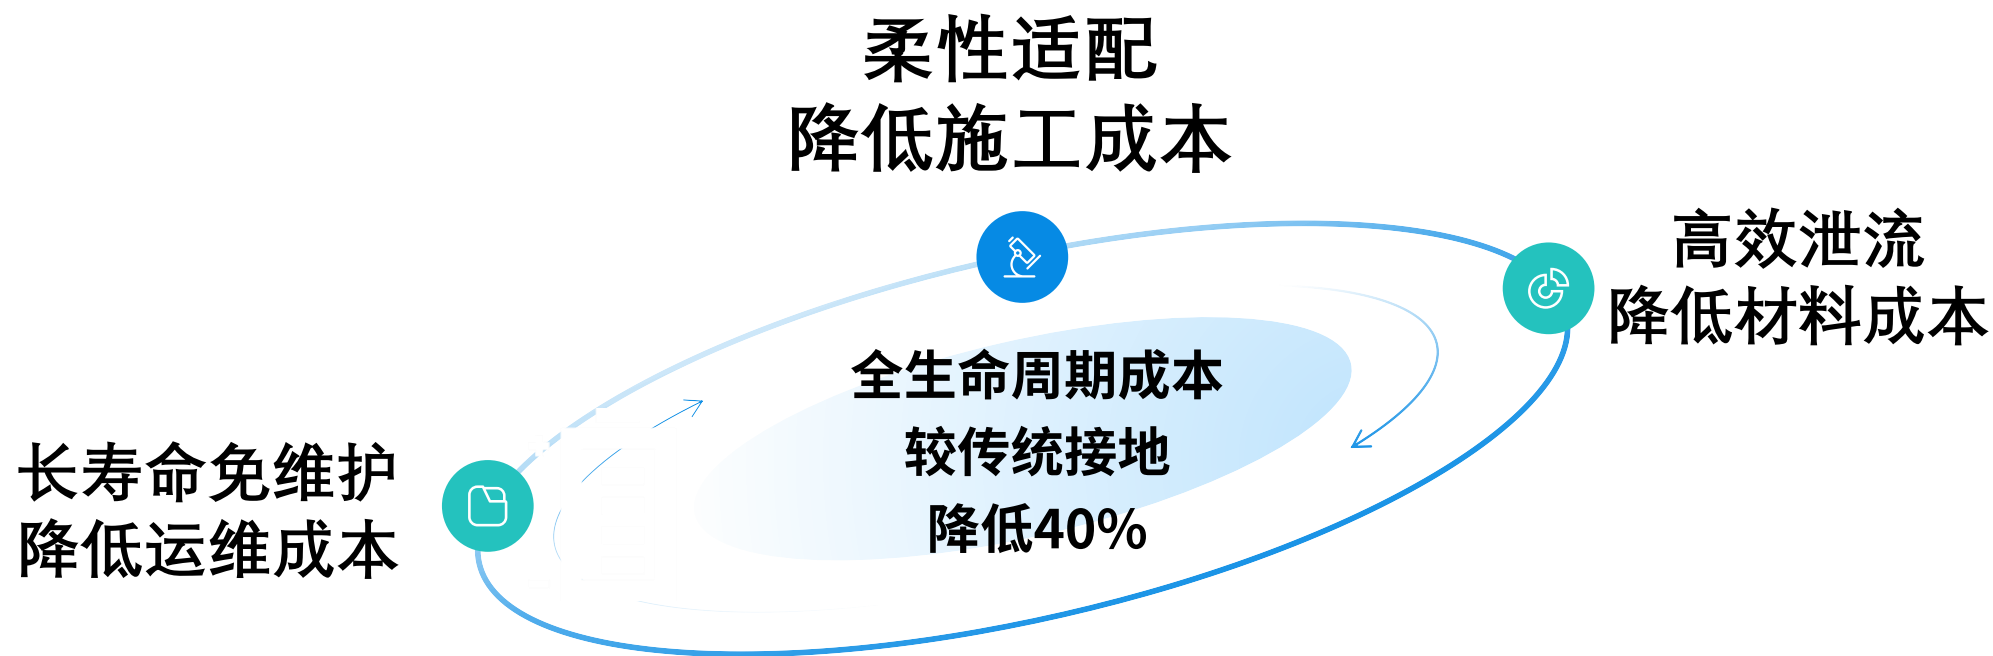 柔性适配
降低施工成本
高效泄流
降低材料成本
全生命周期成本
较传统接地
降低40%
长寿命免维护
降低运维成本